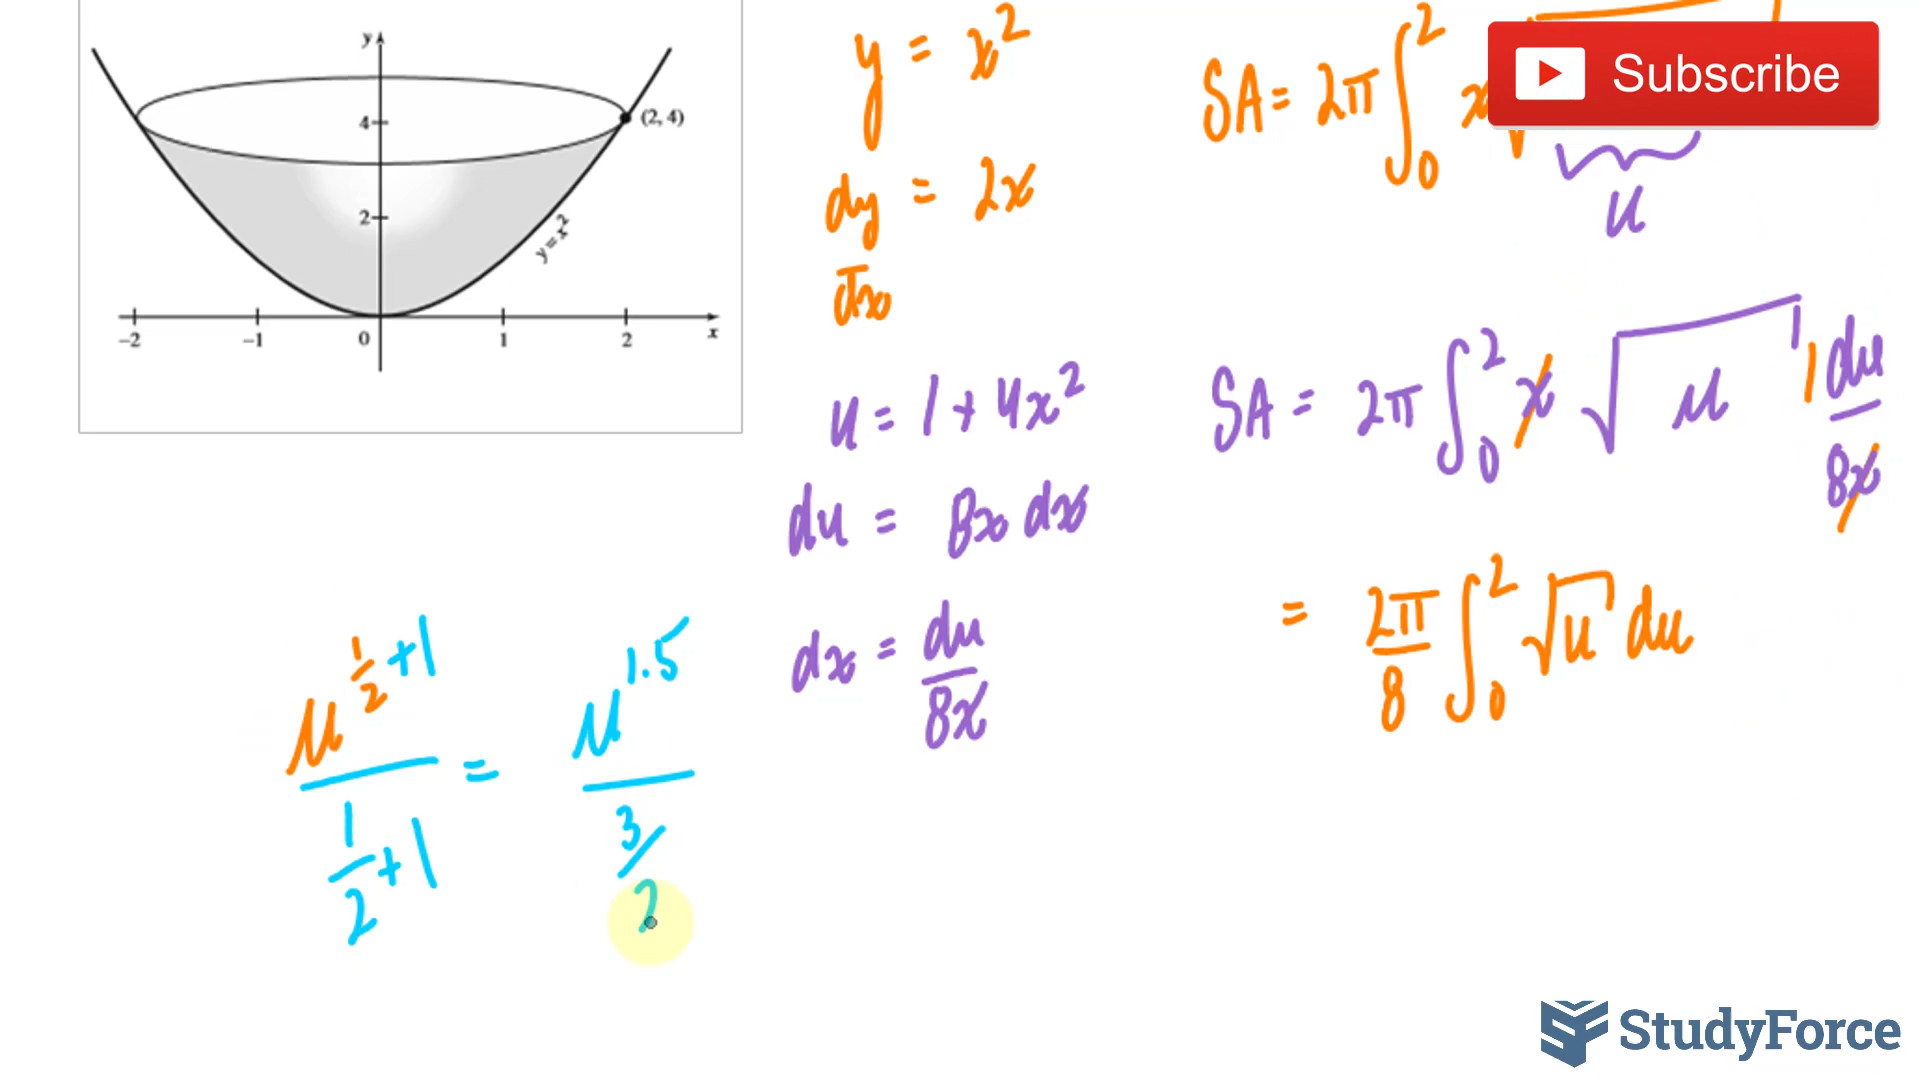 y
4
(2, 4)
2
y = x²
-2 -1 0 1 2 x
y = x²
dy/dx = 2x
u = 1 + 4x²
du = 8x dx
dx = du/8x
u^(1/2+1)/(1/2+1) = u^1.5/(3/2)
SA = 2π ∫₀² x√
u
SA = 2π ∫₀² x √u du/8x
= 2π/8 ∫₀² √u du
Subscribe
StudyForce